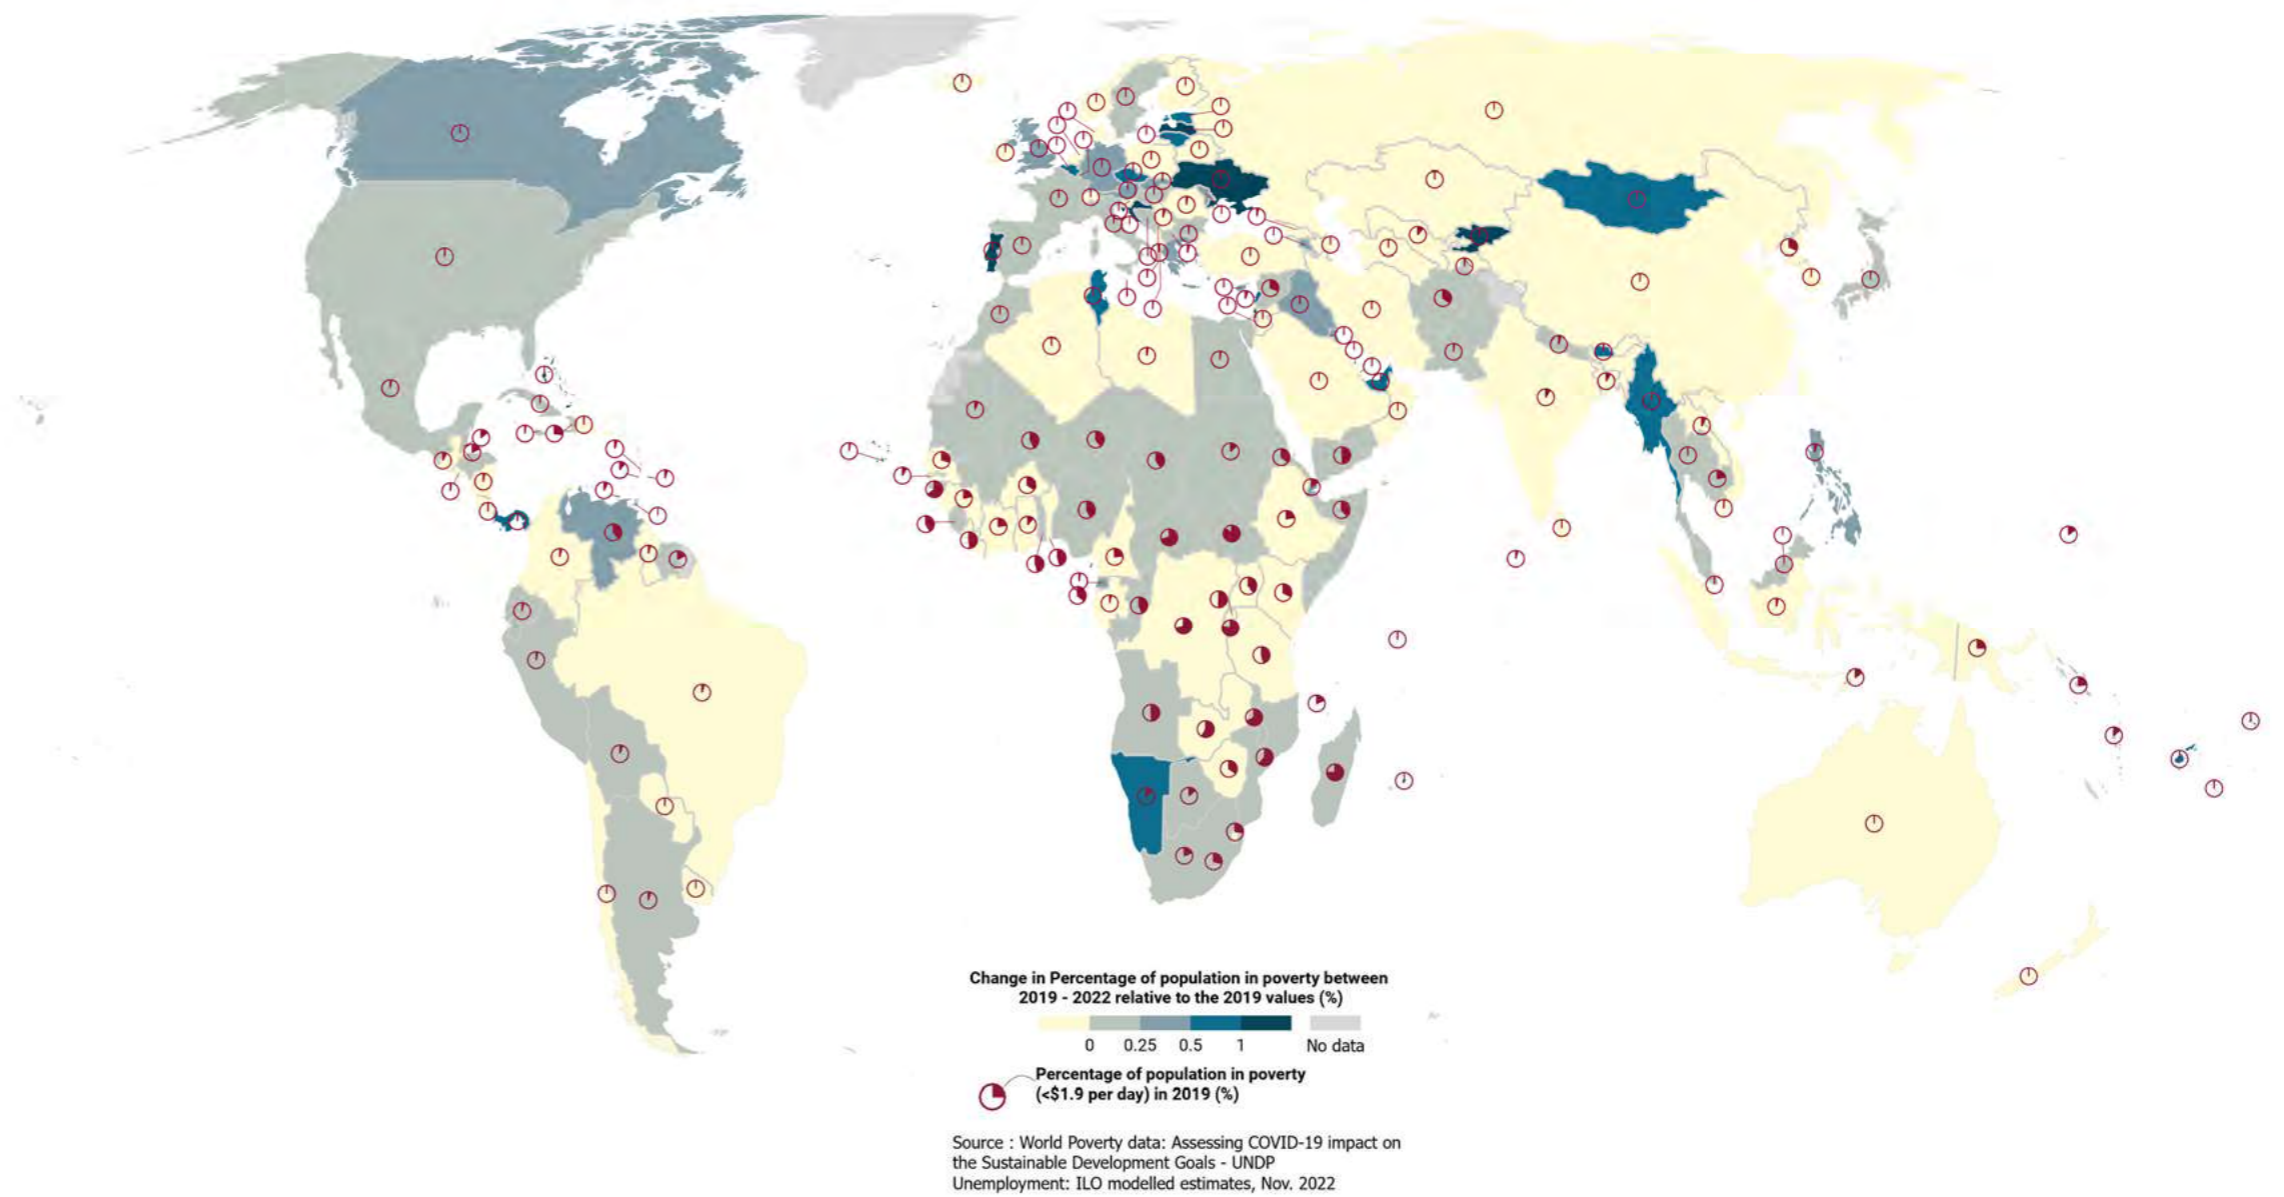 Change in Percentage of population in poverty between
2019 - 2022 relative to the 2019 values (%)
0 0.25 0.5 1 No data
Percentage of population in poverty
(<$1.9 per day) in 2019 (%)
Source : World Poverty data: Assessing COVID-19 impact on
the Sustainable Development Goals - UNDP
Unemployment: ILO modelled estimates, Nov. 2022